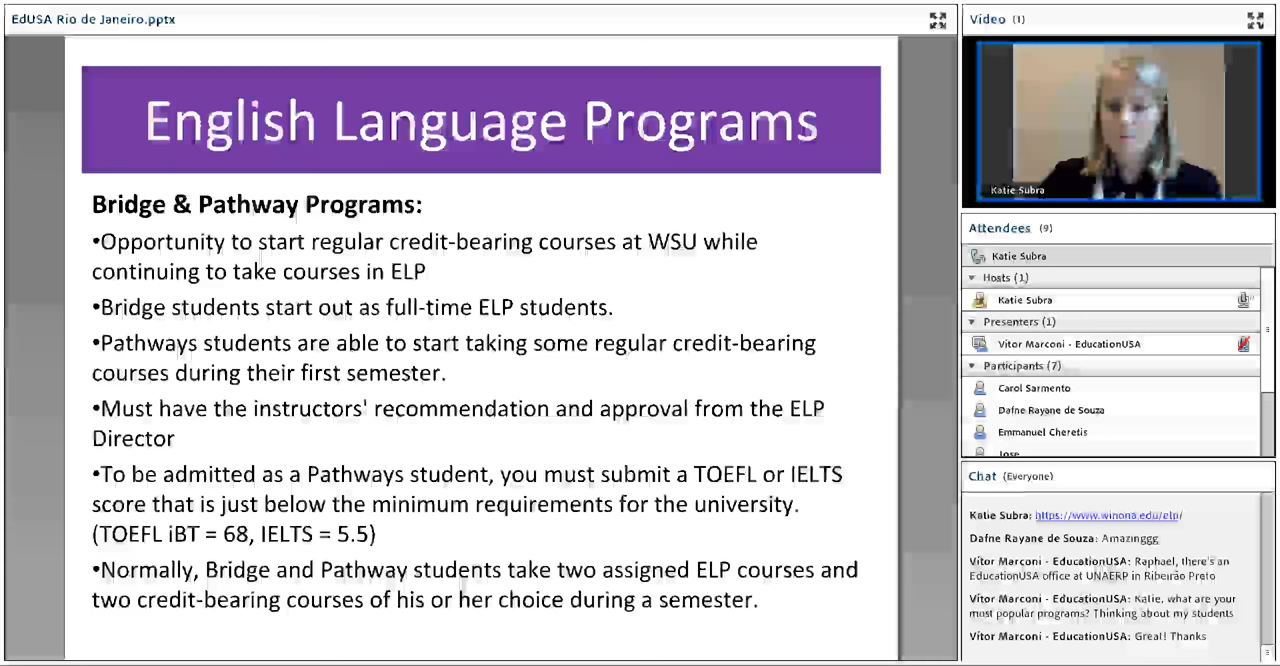 EdUSA Rio de Janeiro.pptx
English Language Programs
Bridge & Pathway Programs:
•Opportunity to start regular credit-bearing courses at WSU while
continuing to take courses in ELP
•Bridge students start out as full-time ELP students.
•Pathways students are able to start taking some regular credit-bearing
courses during their first semester.
•Must have the instructors' recommendation and approval from the ELP
Director
•To be admitted as a Pathways student, you must submit a TOEFL or IELTS
score that is just below the minimum requirements for the university.
(TOEFL iBT = 68, IELTS = 5.5)
•Normally, Bridge and Pathway students take two assigned ELP courses and
two credit-bearing courses of his or her choice during a semester.
Video (1)
Katie Subra
Attendees (9)
Katie Subra
Hosts (1)
Katie Subra
Presenters (1)
Vitor Marconi - EducationUSA
Participants (7)
Carol Sarmento
Dafne Rayane de Souza
Emmanuel Cheretis
Jose
Chat (Everyone)
Katie Subra: https://www.winona.edu/elp/
Dafne Rayane de Souza: Amazinggg
Vitor Marconi - EducationUSA: Raphael, there's an
EducationUSA office at UNAERP in Ribeirão Preto
Vitor Marconi - EducationUSA: Katie, what are your
most popular programs? Thinking about my students
Vitor Marconi - EducationUSA: Great! Thanks